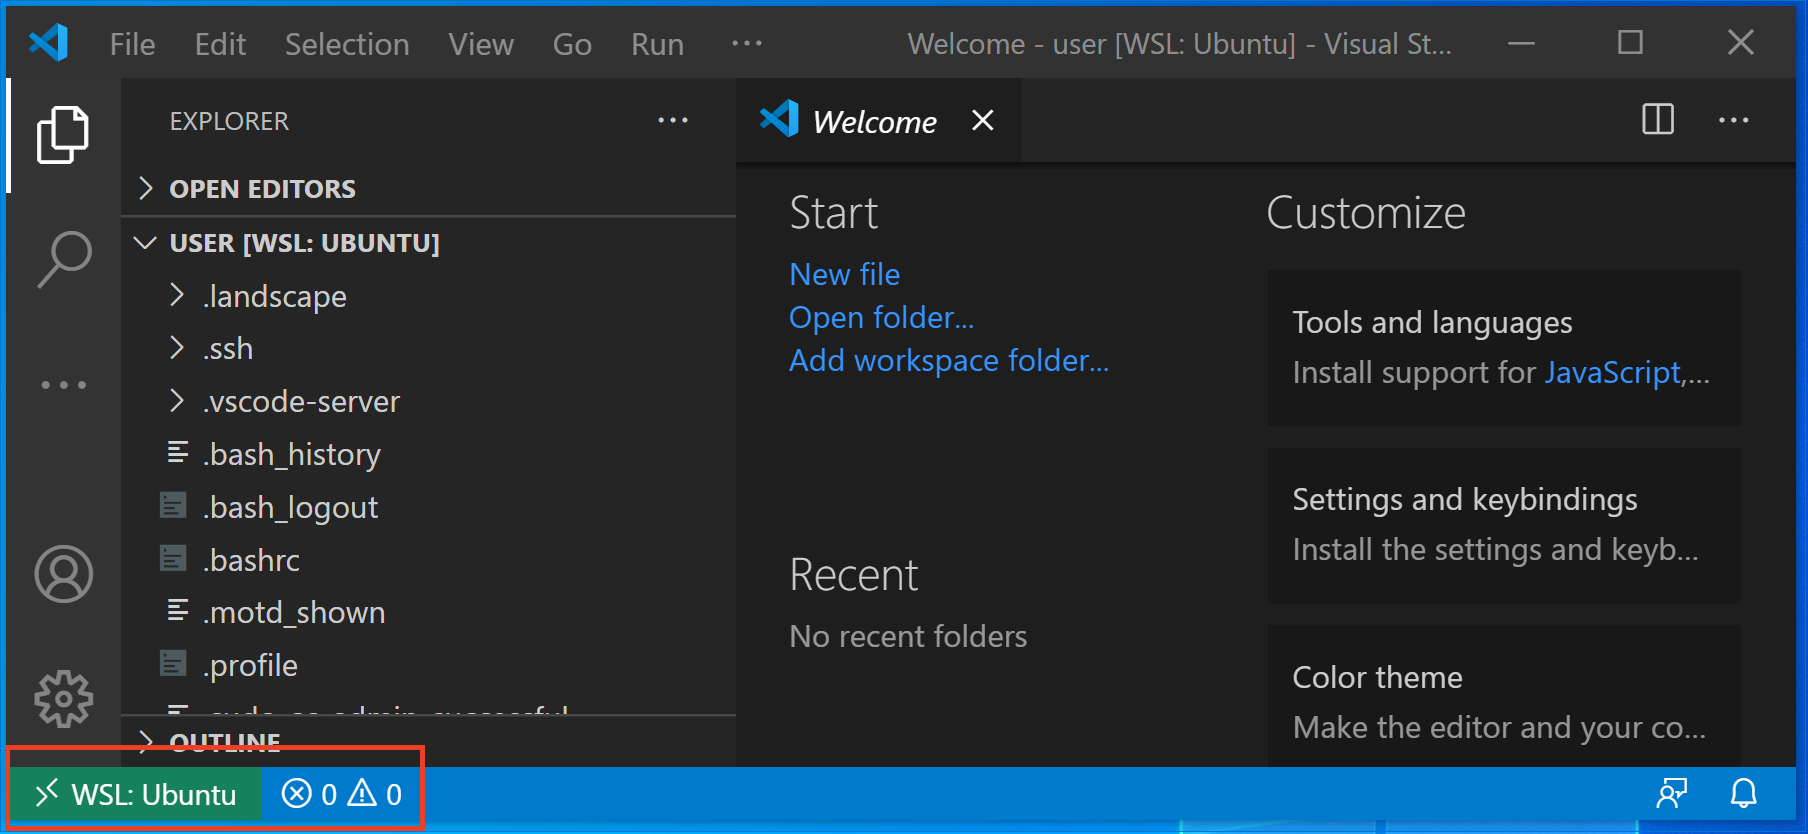 File Edit Selection View Go Run ··· Welcome - user [WSL: Ubuntu] - Visual St...
EXPLORER
OPEN EDITORS
USER [WSL: UBUNTU]
.landscape
.ssh
.vscode-server
.bash_history
.bash_logout
.bashrc
.motd_shown
.profile
.sudo_as_admin_successful
OUTLINE
Welcome
Start
New file
Open folder...
Add workspace folder...
Recent
No recent folders
Customize
Tools and languages
Install support for JavaScript,...
Settings and keybindings
Install the settings and keyb...
Color theme
Make the editor and your co...
WSL: Ubuntu 0 0